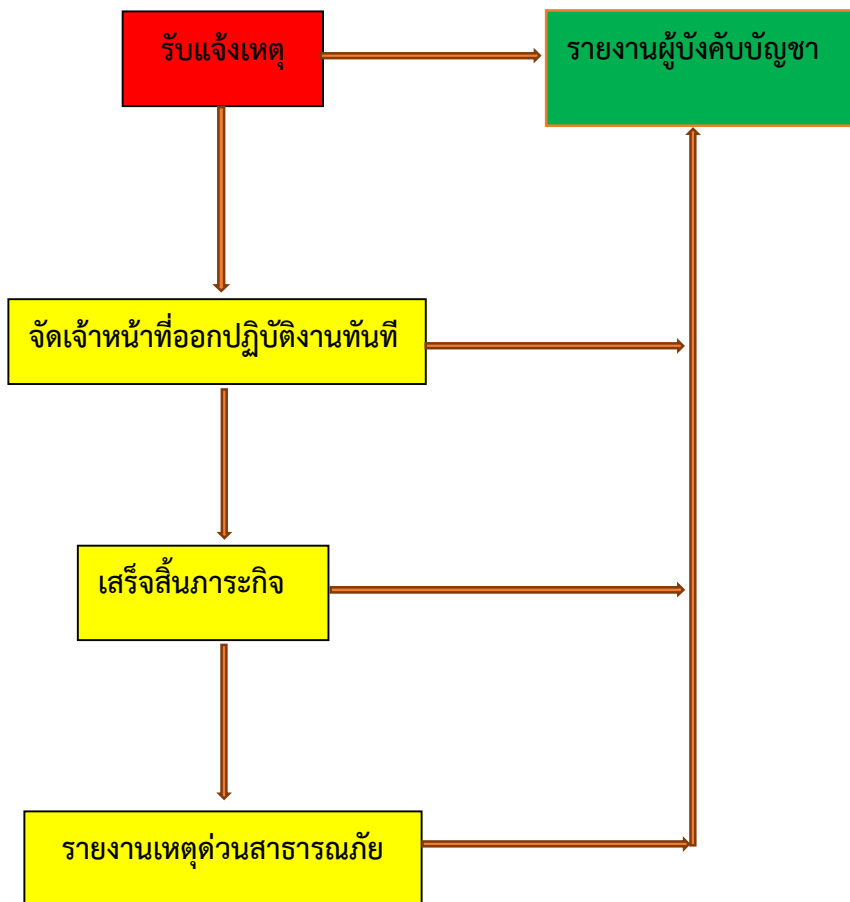 รับแจ้งเหตุ
รายงานผู้บังคับบัญชา
จัดเจ้าหน้าที่ออกปฏิบัติงานทันที
เสร็จสิ้นภาระกิจ
รายงานเหตุด่วนสาธารณภัย